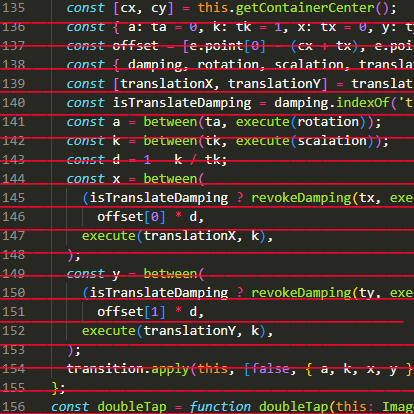 135 const [cx, cy] = this.getContainerCenter();
136 const { a: ta = 0, k: tk = 1, x: tx = 0, y: t
137 const offset = [e.point[0] - (cx + tx), e.poin
138 const { damping, rotation, scalation, transla
139 const [translationX, translationY] = translat
140 const isTranslateDamping = damping.indexOf('t
141 const a = between(ta, execute(rotation));
142 const k = between(tk, execute(scalation));
143 const d = 1 - k / tk;
144 const x = between(
145 (isTranslateDamping ? revokeDamping(tx, exe
146 offset[0] * d,
147 execute(translationX, k),
148 );
149 const y = between(
150 (isTranslateDamping ? revokeDamping(ty, exe
151 offset[1] * d,
152 execute(translationY, k),
153 );
154 transition.apply(this, [false, { a, k, x, y }
155 };
156 const doubleTap = function doubleTap(this: Imag